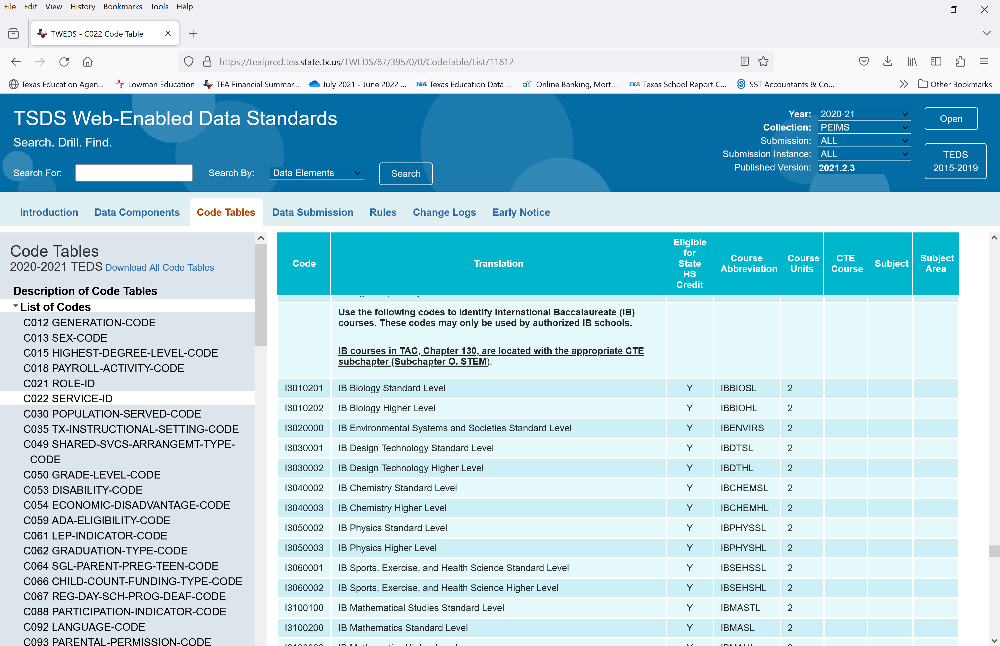 File Edit View History Bookmarks Tools Help
TWEDS - C022 Code Table
https://tealprod.tea.state.tx.us/TWEDS/87/395/0/0/CodeTable/List/11812
Texas Education Agen... Lowman Education TEA Financial Summar... July 2021 - June 2022 ... TEA Texas Education Data ... citi Online Banking, Mort... TEA Texas School Report C... SST Accountants & Co... Other Bookmarks
TSDS Web-Enabled Data Standards
Search. Drill. Find.
Search For: Search By: Data Elements Search
Year: 2020-21
Collection: PEIMS
Submission: ALL
Submission Instance: ALL
Published Version: 2021.2.3
Open
TEDS
2015-2019
Introduction Data Components Code Tables Data Submission Rules Change Logs Early Notice
Code Tables
2020-2021 TEDS Download All Code Tables
Description of Code Tables
List of Codes
C012 GENERATION-CODE
C013 SEX-CODE
C015 HIGHEST-DEGREE-LEVEL-CODE
C018 PAYROLL-ACTIVITY-CODE
C021 ROLE-ID
C022 SERVICE-ID
C030 POPULATION-SERVED-CODE
C035 TX-INSTRUCTIONAL-SETTING-CODE
C049 SHARED-SVCS-ARRANGEMT-TYPE-
CODE
C050 GRADE-LEVEL-CODE
C053 DISABILITY-CODE
C054 ECONOMIC-DISADVANTAGE-CODE
C059 ADA-ELIGIBILITY-CODE
C061 LEP-INDICATOR-CODE
C062 GRADUATION-TYPE-CODE
C064 SGL-PARENT-PREG-TEEN-CODE
C066 CHILD-COUNT-FUNDING-TYPE-CODE
C067 REG-DAY-SCH-PROG-DEAF-CODE
C088 PARTICIPATION-INDICATOR-CODE
C092 LANGUAGE-CODE
C093 PARENTAL-PERMISSION-CODE
Code Translation Eligible for State HS Credit Course Abbreviation Course Units CTE Course Subject Subject Area
Use the following codes to identify International Baccalaureate (IB)
courses. These codes may only be used by authorized IB schools.
IB courses in TAC, Chapter 130, are located with the appropriate CTE
subchapter (Subchapter O. STEM).
I3010201 IB Biology Standard Level Y IBBIOSL 2
I3010202 IB Biology Higher Level Y IBBIOHL 2
I3020000 IB Environmental Systems and Societies Standard Level Y IBENVIRS 2
I3030001 IB Design Technology Standard Level Y IBDTSL 2
I3030002 IB Design Technology Higher Level Y IBDTHL 2
I3040002 IB Chemistry Standard Level Y IBCHEMSL 2
I3040003 IB Chemistry Higher Level Y IBCHEMHL 2
I3050002 IB Physics Standard Level Y IBPHYSSL 2
I3050003 IB Physics Higher Level Y IBPHYSHL 2
I3060001 IB Sports, Exercise, and Health Science Standard Level Y IBSEHSSL 2
I3060002 IB Sports, Exercise, and Health Science Higher Level Y IBSEHSHL 2
I3100100 IB Mathematical Studies Standard Level Y IBMASTL 2
I3100200 IB Mathematics Standard Level Y IBMASL 2